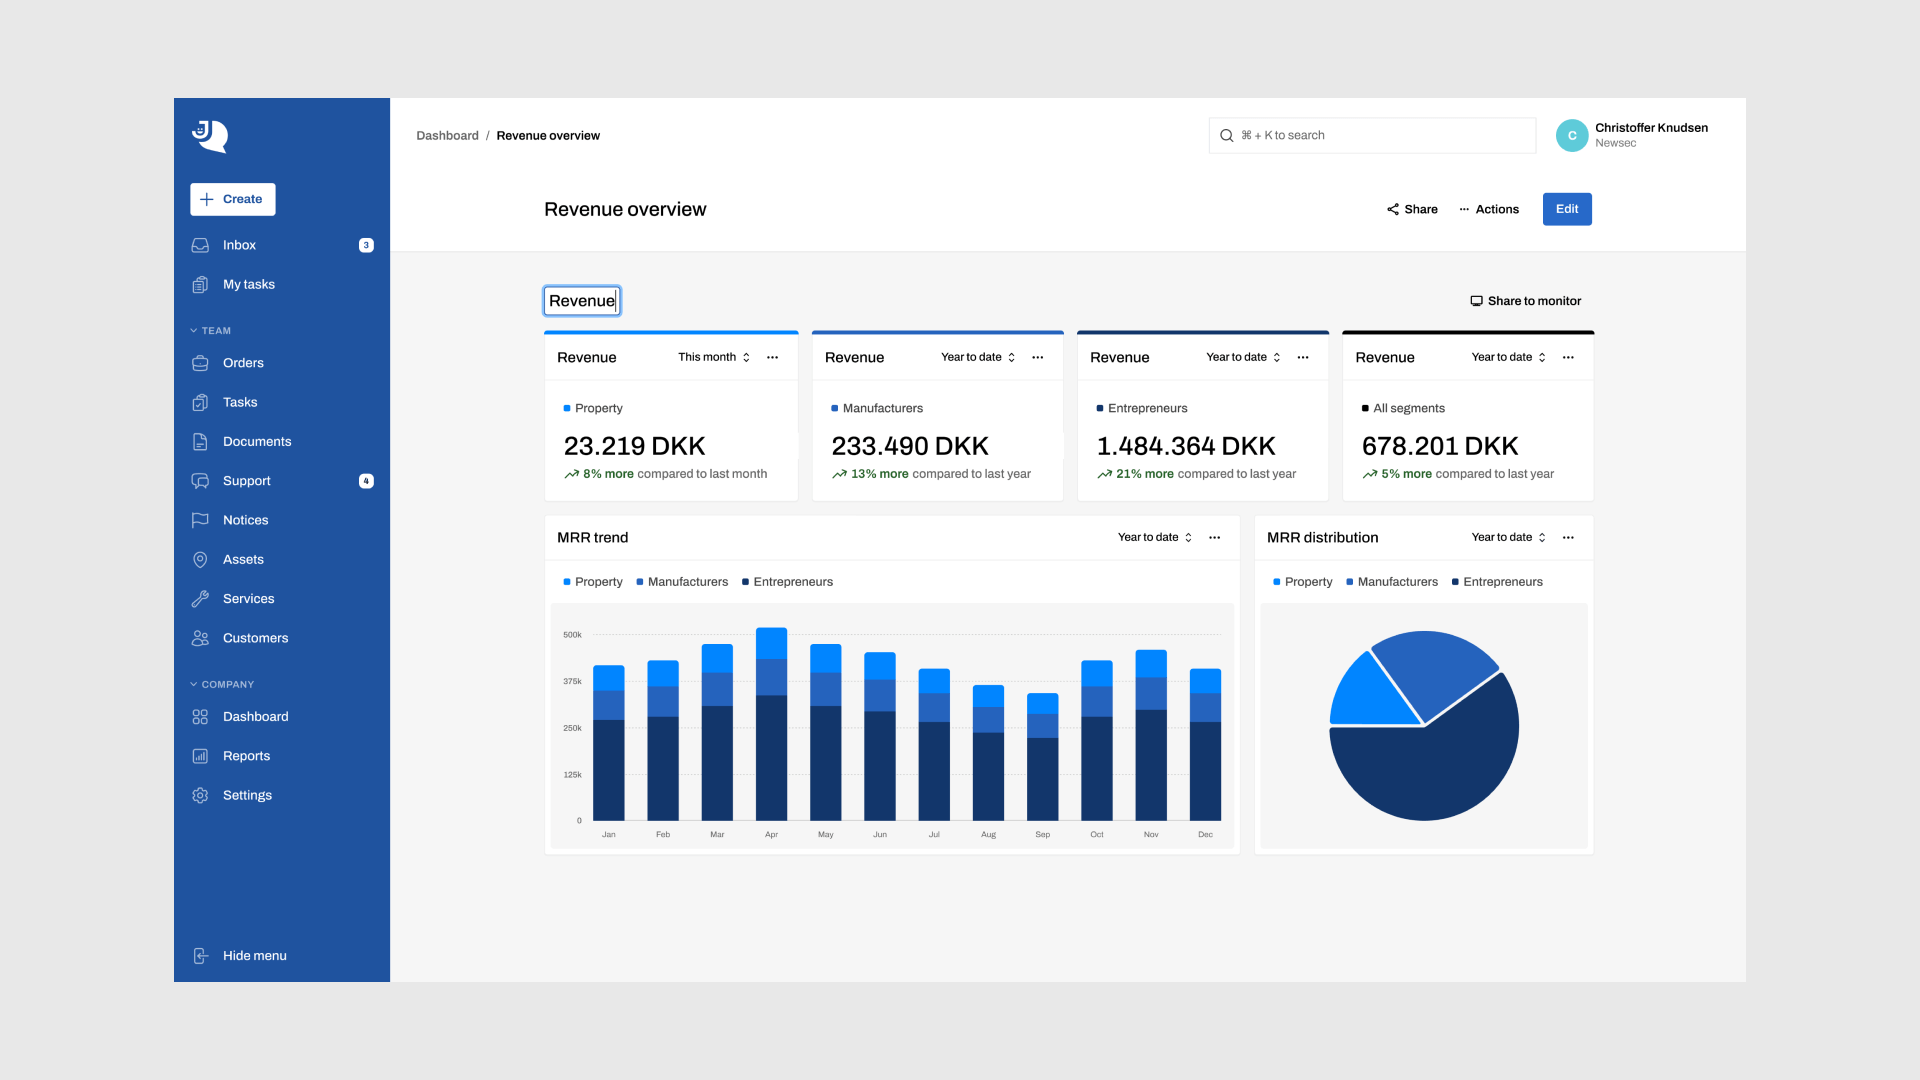 Create
Inbox 3
My tasks
TEAM
Orders
Tasks
Documents
Support 4
Notices
Assets
Services
Customers
COMPANY
Dashboard
Reports
Settings
Hide menu
Dashboard / Revenue overview
⌘ + K to search
C
Christoffer Knudsen
Newsec
Revenue overview
Share
Actions
Edit
Revenue
Share to monitor
Revenue This month
Property
23.219 DKK
8% more compared to last month
Revenue Year to date
Manufacturers
233.490 DKK
13% more compared to last year
Revenue Year to date
Entrepreneurs
1.484.364 DKK
21% more compared to last year
Revenue Year to date
All segments
678.201 DKK
5% more compared to last year
MRR trend Year to date
Property Manufacturers Entrepreneurs
500k
375k
250k
125k
0
Jan Feb Mar Apr May Jun Jul Aug Sep Oct Nov Dec
MRR distribution Year to date
Property Manufacturers Entrepreneurs